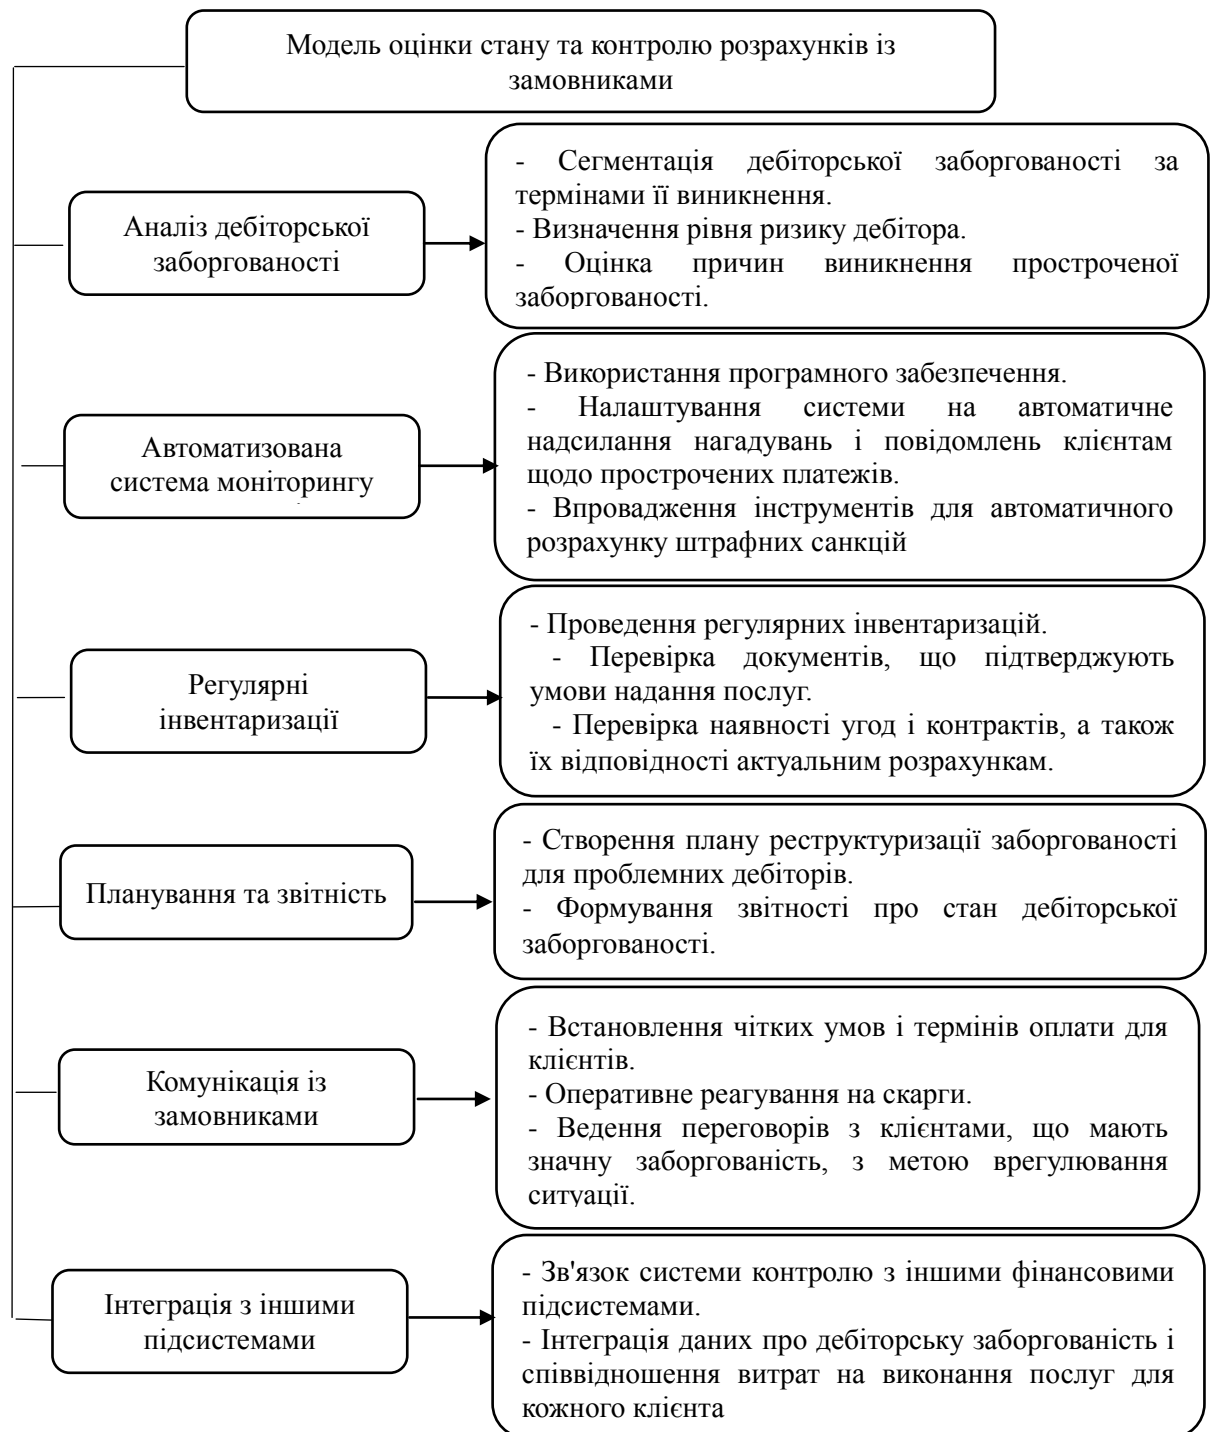 Модель оцінки стану та контролю розрахунків із
замовниками
Аналіз дебіторської
заборгованості
- Сегментація дебіторської заборгованості за
термінами її виникнення.
- Визначення рівня ризику дебітора.
- Оцінка причин виникнення простроченої
заборгованості.
Автоматизована
система моніторингу
- Використання програмного забезпечення.
- Налаштування системи на автоматичне
надсилання нагадувань і повідомлень клієнтам
щодо прострочених платежів.
- Впровадження інструментів для автоматичного
розрахунку штрафних санкцій
Регулярні
інвентаризації
- Проведення регулярних інвентаризацій.
- Перевірка документів, що підтверджують
умови надання послуг.
- Перевірка наявності угод і контрактів, а також
їх відповідності актуальним розрахункам.
Планування та звітність
- Створення плану реструктуризації заборгованості
для проблемних дебіторів.
- Формування звітності про стан дебіторської
заборгованості.
Комунікація із
замовниками
- Встановлення чітких умов і термінів оплати для
клієнтів.
- Оперативне реагування на скарги.
- Ведення переговорів з клієнтами, що мають
значну заборгованість, з метою врегулювання
ситуації.
Інтеграція з іншими
підсистемами
- Зв'язок системи контролю з іншими фінансовими
підсистемами.
- Інтеграція даних про дебіторську заборгованість і
співвідношення витрат на виконання послуг для
кожного клієнта